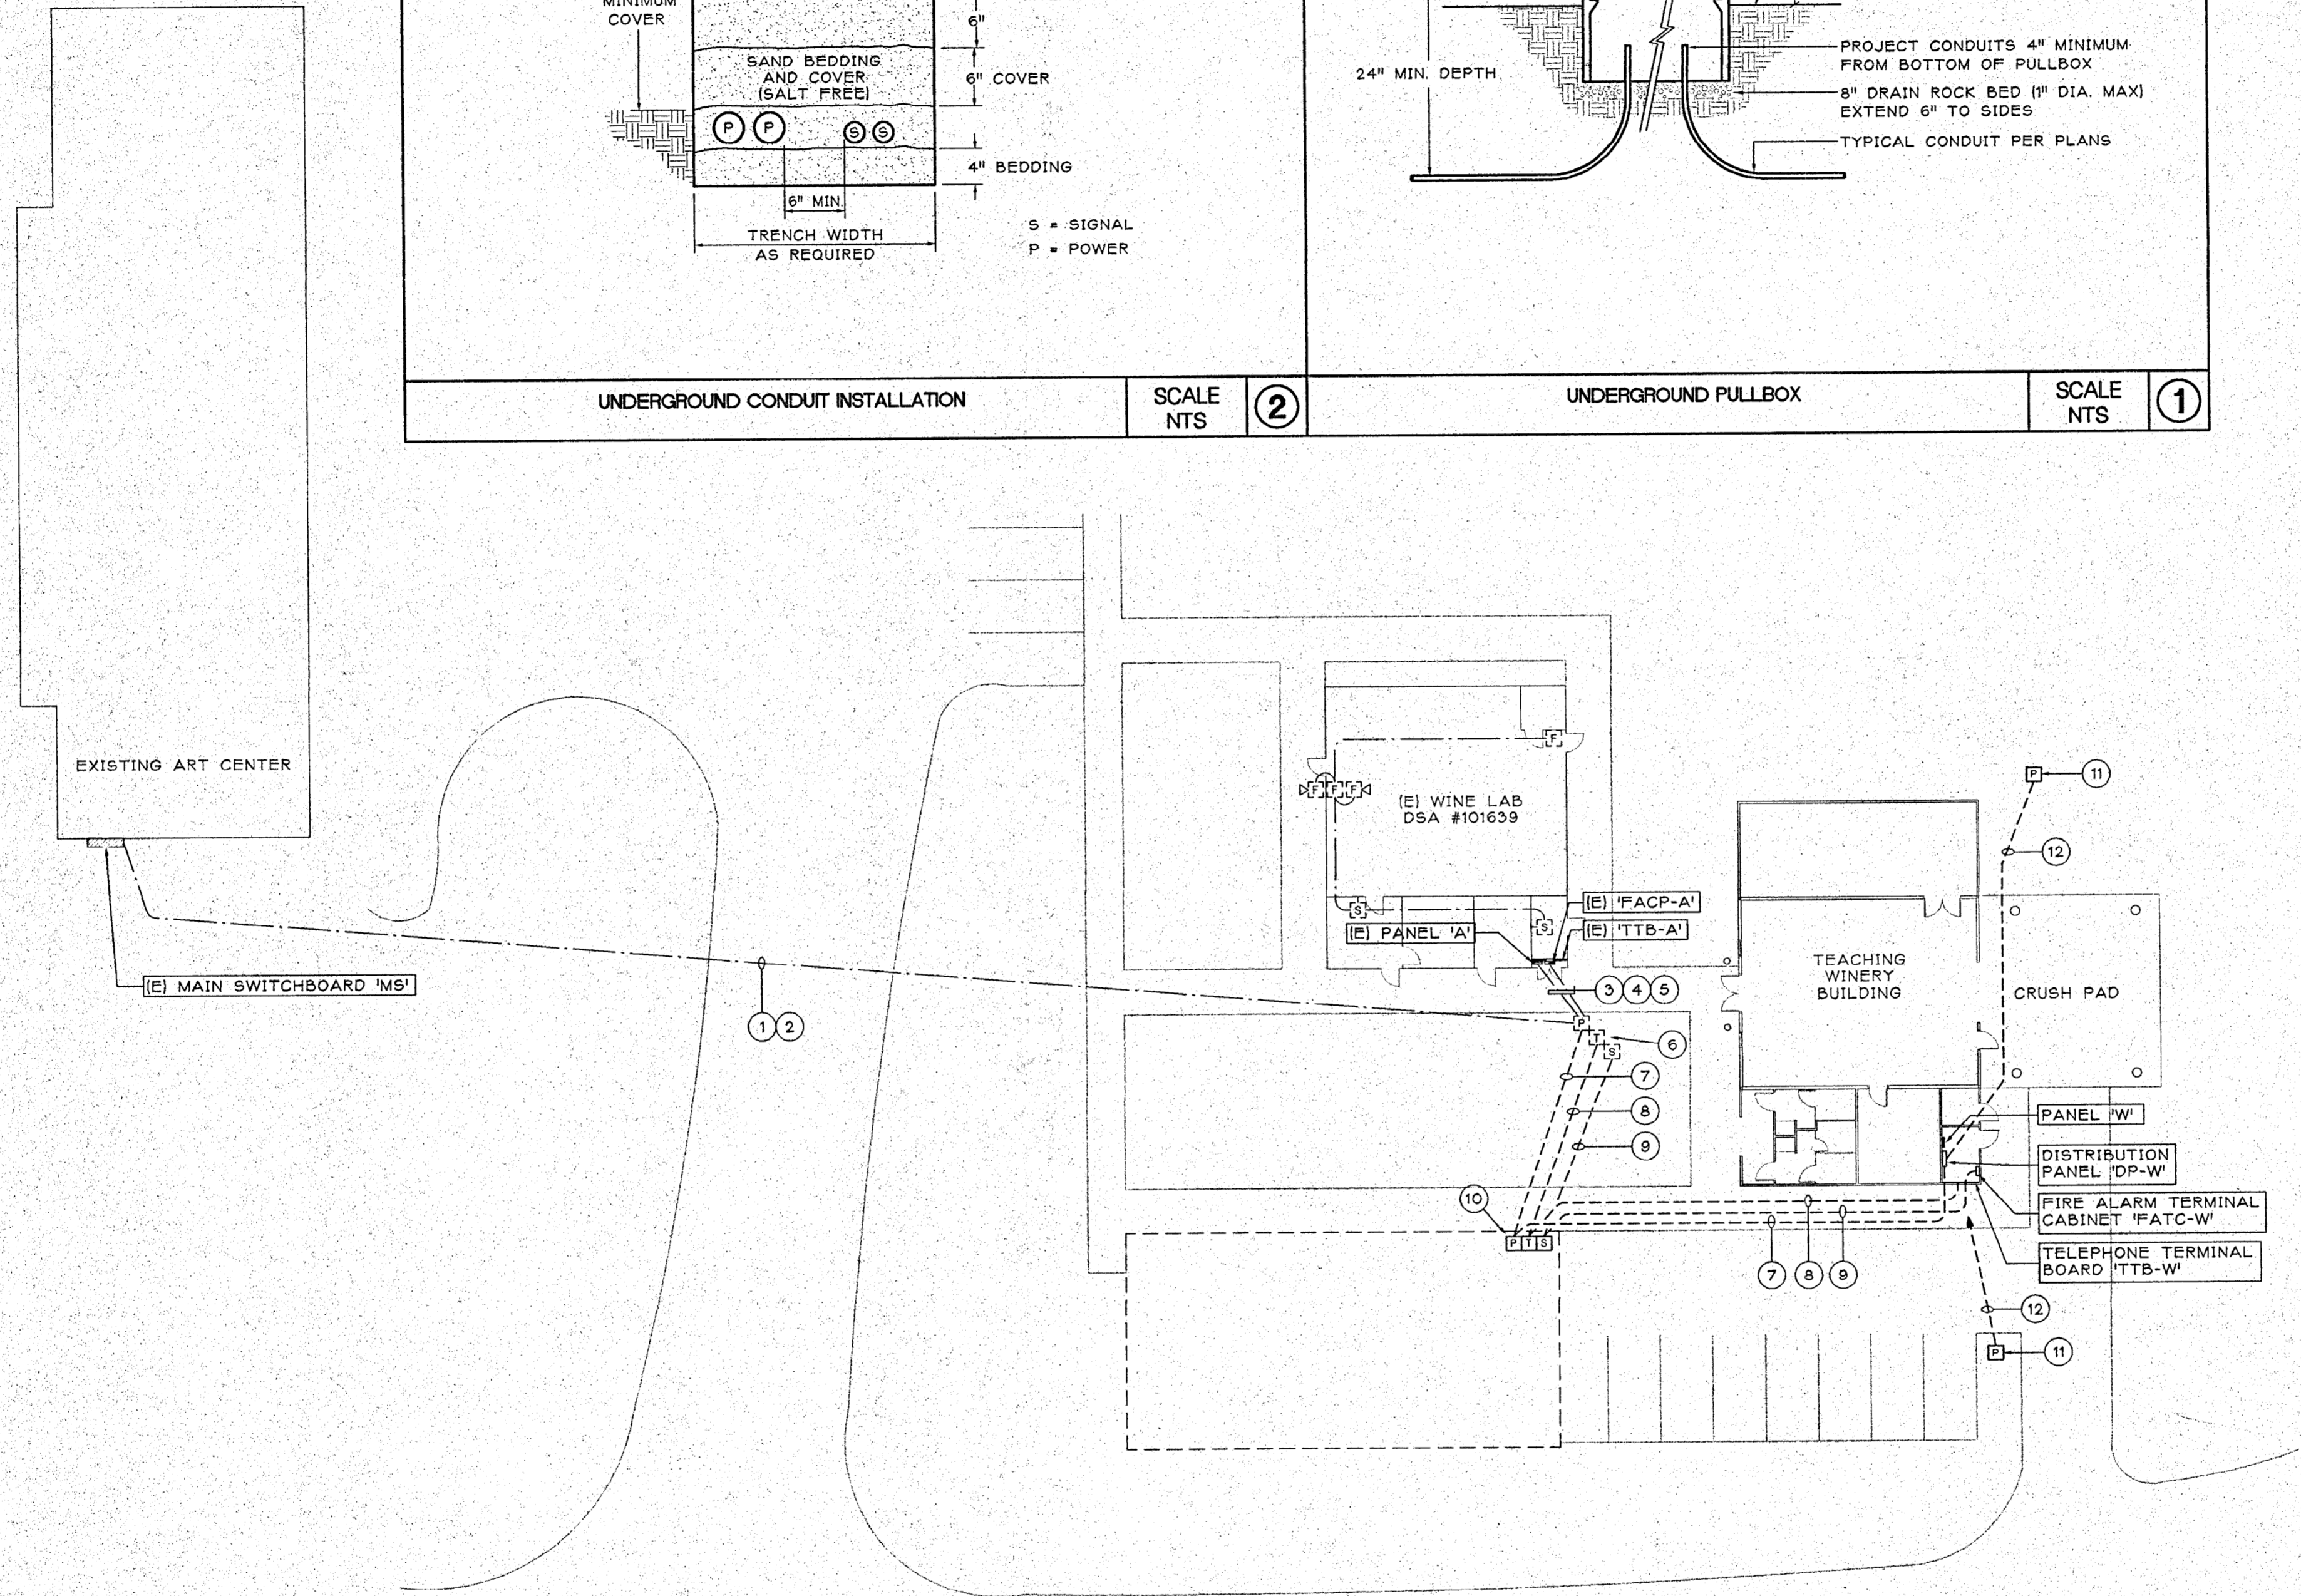 MINIMUM
COVER
6"
SAND BEDDING
AND COVER
(SALT FREE)
6" COVER
P P S S
4" BEDDING
6" MIN.
TRENCH WIDTH
AS REQUIRED
S = SIGNAL
P = POWER
UNDERGROUND CONDUIT INSTALLATION
SCALE
NTS
2
24" MIN. DEPTH
PROJECT CONDUITS 4" MINIMUM
FROM BOTTOM OF PULLBOX
8" DRAIN ROCK BED (1" DIA. MAX)
EXTEND 6" TO SIDES
TYPICAL CONDUIT PER PLANS
UNDERGROUND PULLBOX
SCALE
NTS
1
EXISTING ART CENTER
(E) MAIN SWITCHBOARD 'MS'
1 2
F
F F F
(E) WINE LAB
DSA #101639
S
S
(E) 'FACP-A'
(E) PANEL 'A'
(E) 'TTB-A'
3 4 5
P
T
S
6
7
8
9
10
P T S
7 8 9
P
11
12
TEACHING
WINERY
BUILDING
CRUSH PAD
PANEL 'W'
DISTRIBUTION
PANEL 'DP-W'
FIRE ALARM TERMINAL
CABINET 'FATC-W'
TELEPHONE TERMINAL
BOARD 'TTB-W'
12
P
11